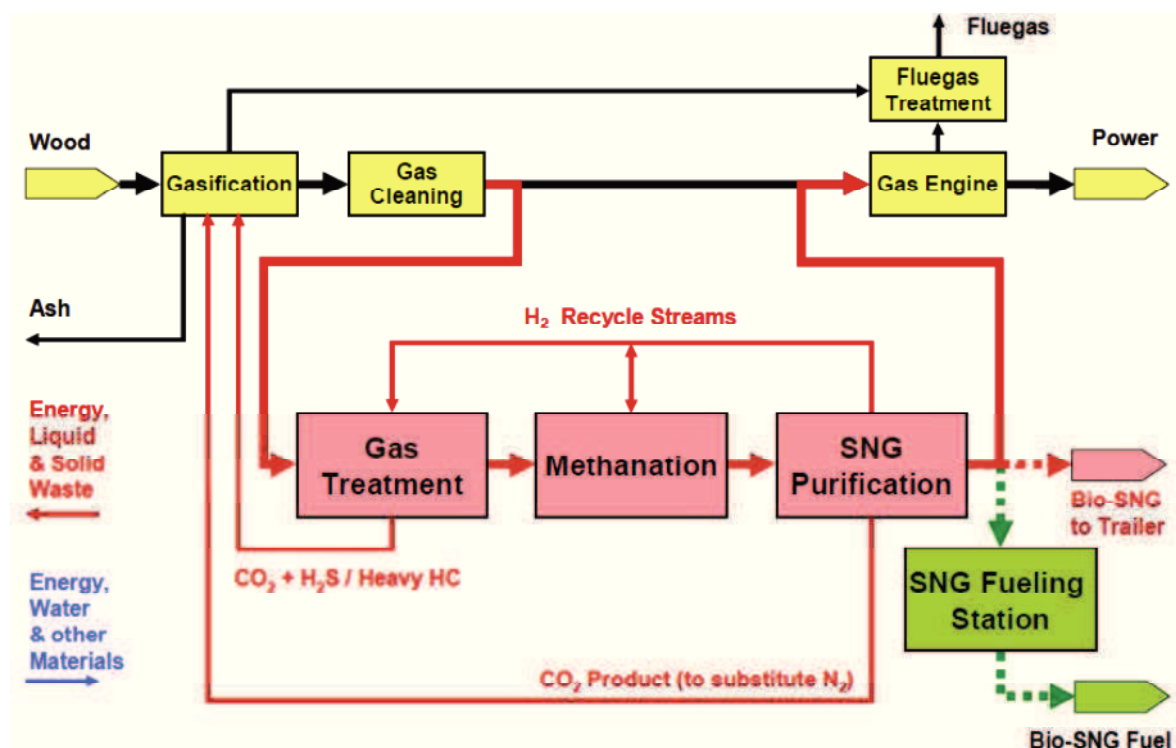 Fluegas
Fluegas
Treatment
Wood
Gasification
Gas
Cleaning
Gas Engine
Power
Ash
H₂ Recycle Streams
Energy,
Liquid
& Solid
Waste
Gas
Treatment
Methanation
SNG
Purification
Bio-SNG
to Trailer
CO₂ + H₂S / Heavy HC
Energy,
Water
& other
Materials
SNG Fueling
Station
CO₂ Product (to substitute N₂)
Bio-SNG Fuel